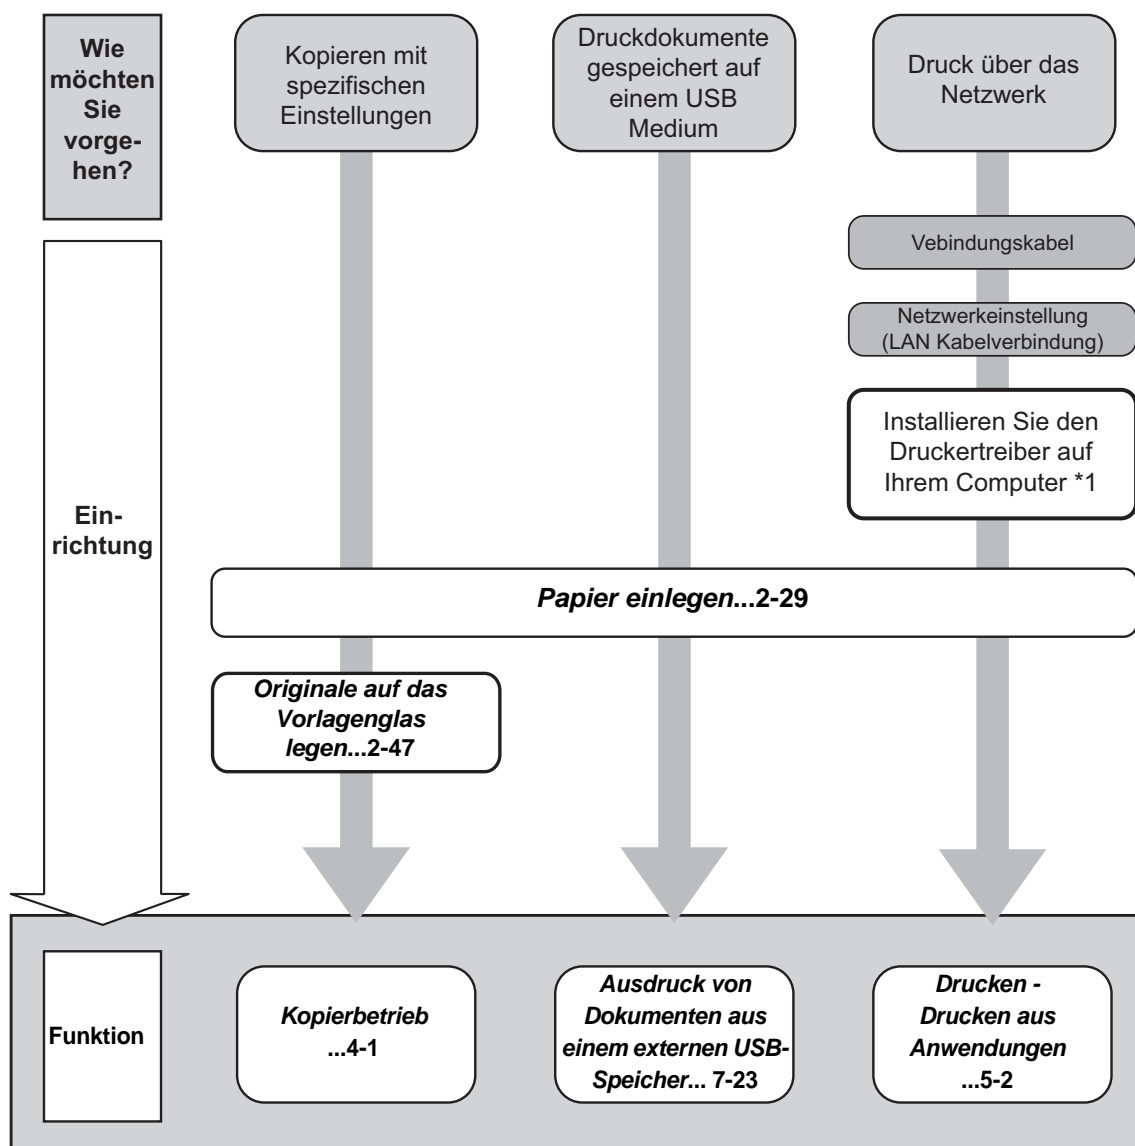 Wie
möchten
Sie
vorge-
hen?
Kopieren mit
spezifischen
Einstellungen
Druckdokumente
gespeichert auf
einem USB
Medium
Druck über das
Netzwerk
Vebindungskabel
Netzwerkeinstellung
(LAN Kabelverbindung)
Installieren Sie den
Druckertreiber auf
Ihrem Computer *1
Ein-
richtung
Papier einlegen...2-29
Originale auf das
Vorlagenglas
legen...2-47
Funktion
Kopierbetrieb
...4-1
Ausdruck von
Dokumenten aus
einem externen USB-
Speicher... 7-23
Drucken -
Drucken aus
Anwendungen
...5-2